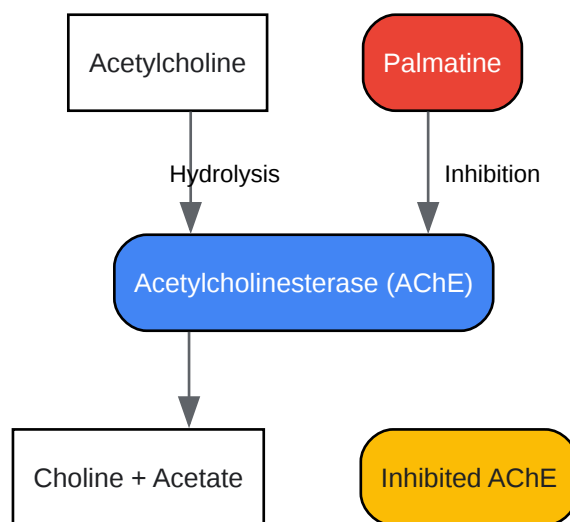 Acetylcholine
Palmatine
Hydrolysis
Inhibition
Acetylcholinesterase (AChE)
Choline + Acetate
Inhibited AChE